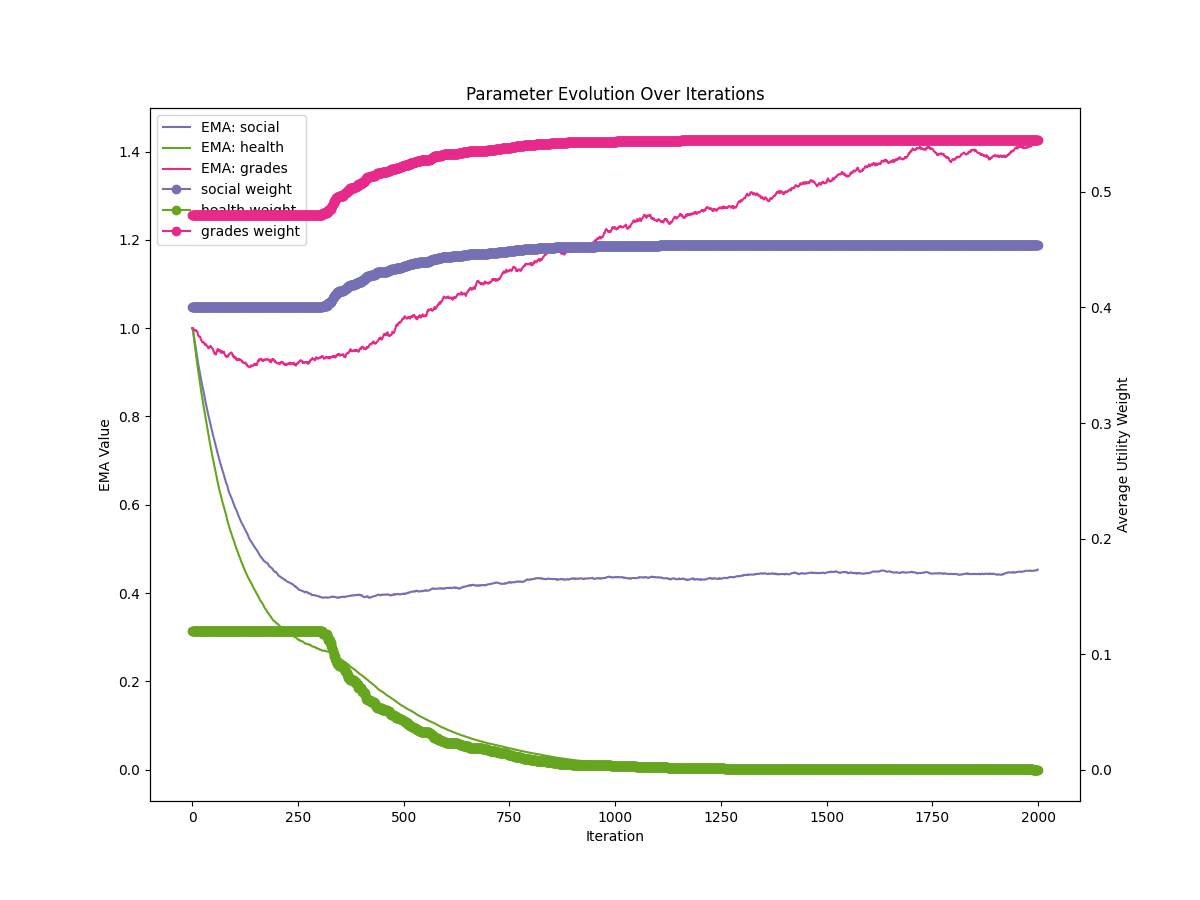 Parameter Evolution Over Iterations
EMA: social
EMA: health
EMA: grades
social weight
health weight
grades weight
1.4
1.2
1.0
0.8
0.6
0.4
0.2
0.0
EMA Value
0.5
0.4
0.3
0.2
0.1
0.0
Average Utility Weight
0 250 500 750 1000 1250 1500 1750 2000
Iteration